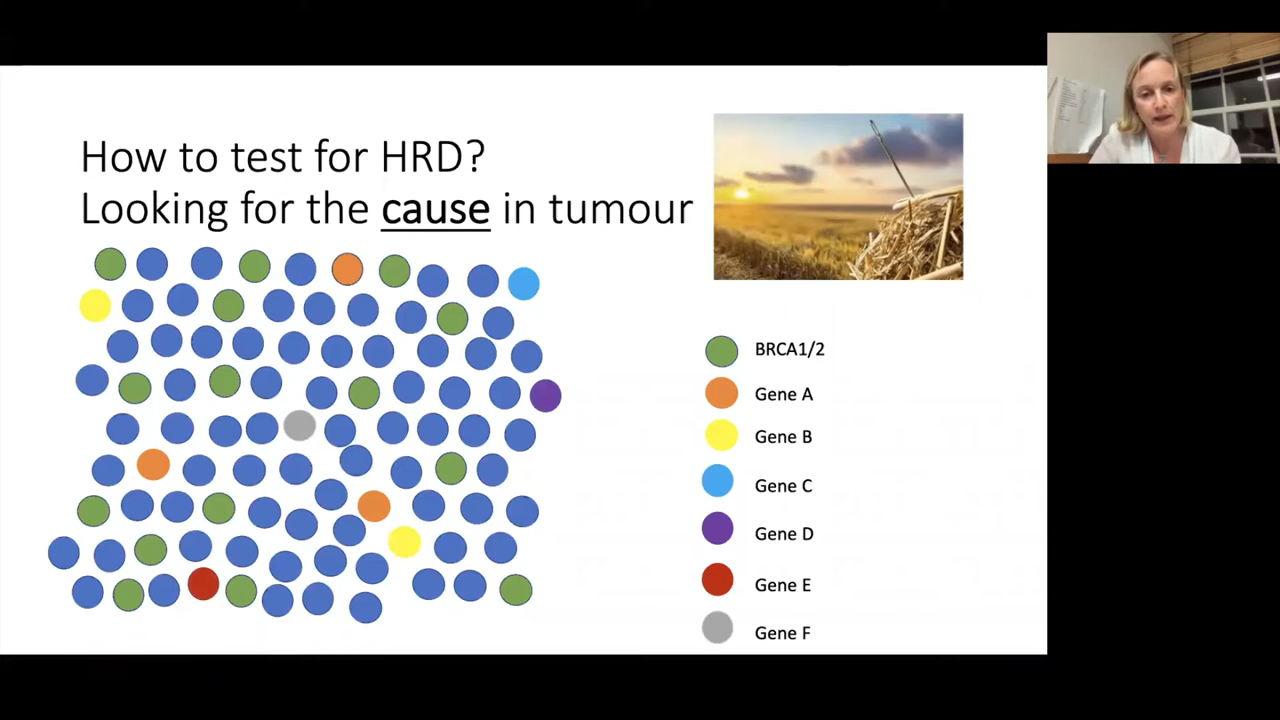 How to test for HRD?
Looking for the cause in tumour
BRCA1/2
Gene A
Gene B
Gene C
Gene D
Gene E
Gene F